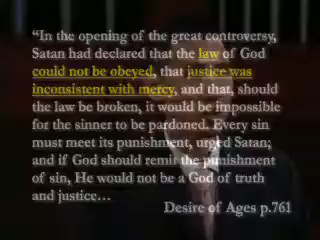 “In the opening of the great controversy,
Satan had declared that the law of God
could not be obeyed, that justice was
inconsistent with mercy, and that, should
the law be broken, it would be impossible
for the sinner to be pardoned. Every sin
must meet its punishment, urged Satan;
and if God should remit the punishment
of sin, He would not be a God of truth
and justice…
Desire of Ages p.761